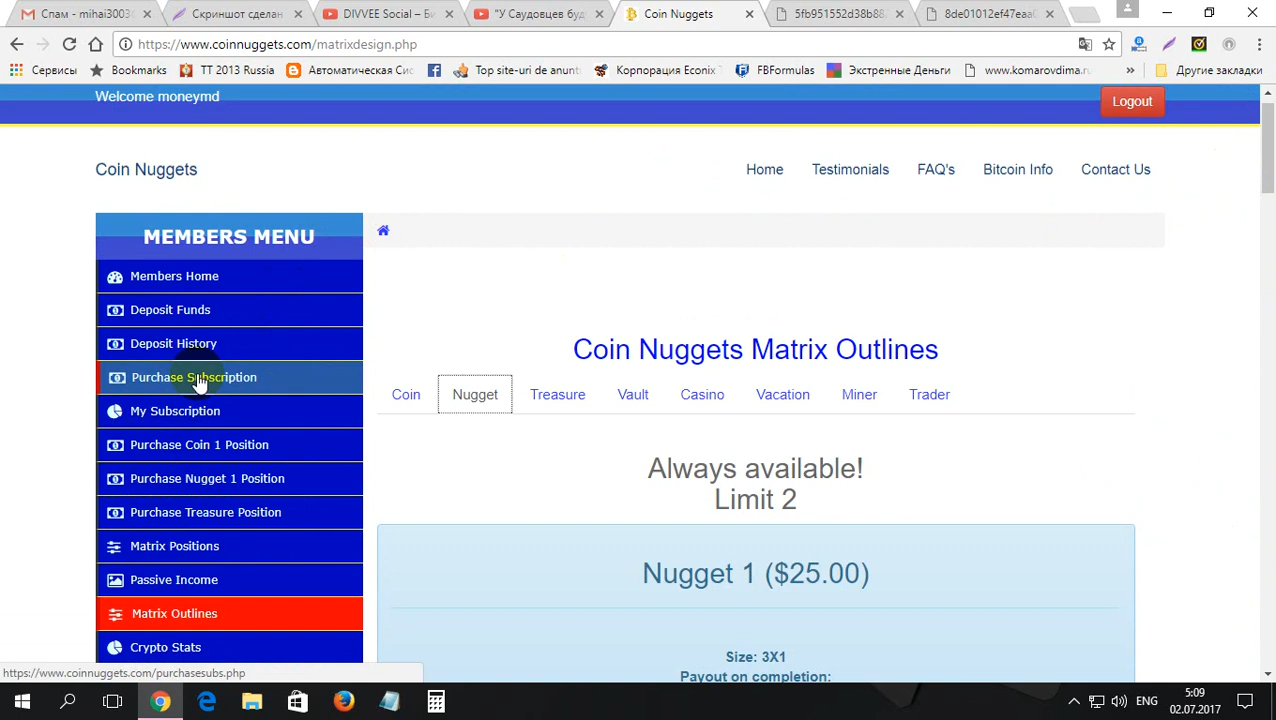 Спам - mihai3003
Скриншот сделан
DIVVEE Social – Б
"У Саудовцев буд
Coin Nuggets
5fb951552d38b88
8de01012ef47eaa
https://www.coinnuggets.com/matrixdesign.php
Сервисы
Bookmarks
TT 2013 Russia
Автоматическая Сис
Top site-uri de anunt
Корпорация Econix
FBFormulas
Экстренные Деньги
www.komarovdima.r
»
Другие закладки
Welcome moneymd
Logout
Coin Nuggets
Home
Testimonials
FAQ's
Bitcoin Info
Contact Us
MEMBERS MENU
Members Home
Deposit Funds
Deposit History
Purchase Subscription
My Subscription
Purchase Coin 1 Position
Purchase Nugget 1 Position
Purchase Treasure Position
Matrix Positions
Passive Income
Matrix Outlines
Crypto Stats
Coin Nuggets Matrix Outlines
Coin
Nugget
Treasure
Vault
Casino
Vacation
Miner
Trader
Always available!
Limit 2
Nugget 1 ($25.00)
Size: 3X1
Payout on completion:
https://www.coinnuggets.com/purchasesubs.php
ENG
5:09
02.07.2017